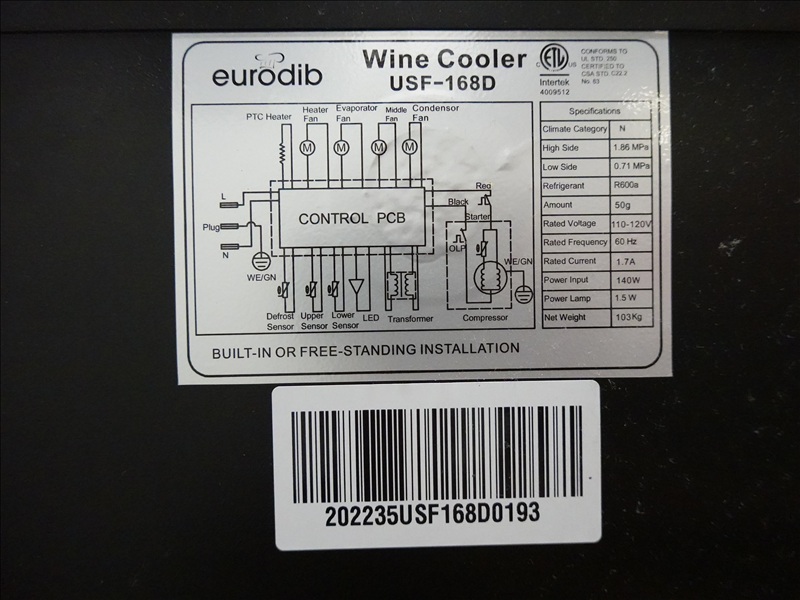 eurodib
Wine Cooler
USF-168D
C US
Intertek
4009512
CONFORMS TO
UL STD. 250
CERTIFIED TO
CSA STD. C22.2
No. 63
PTC Heater
Heater
Fan
Evaporator
Fan
Middle
Fan
Condensor
Fan
M
M
M
M
L
Plug
N
WE/GN
CONTROL PCB
Black
Reo
Starter
OLP
WE/GN
Defrost
Sensor
Upper
Sensor
Lower
Sensor
LED
Transformer
Compressor
Specifications
Climate Category N
High Side 1.86 MPa
Low Side 0.71 MPa
Refrigerant R600a
Amount 50g
Rated Voltage 110-120V
Rated Frequency 60 Hz
Rated Current 1.7A
Power Input 140W
Power Lamp 1.5 W
Net Weight 103Kg
BUILT-IN OR FREE-STANDING INSTALLATION
202235USF168D0193